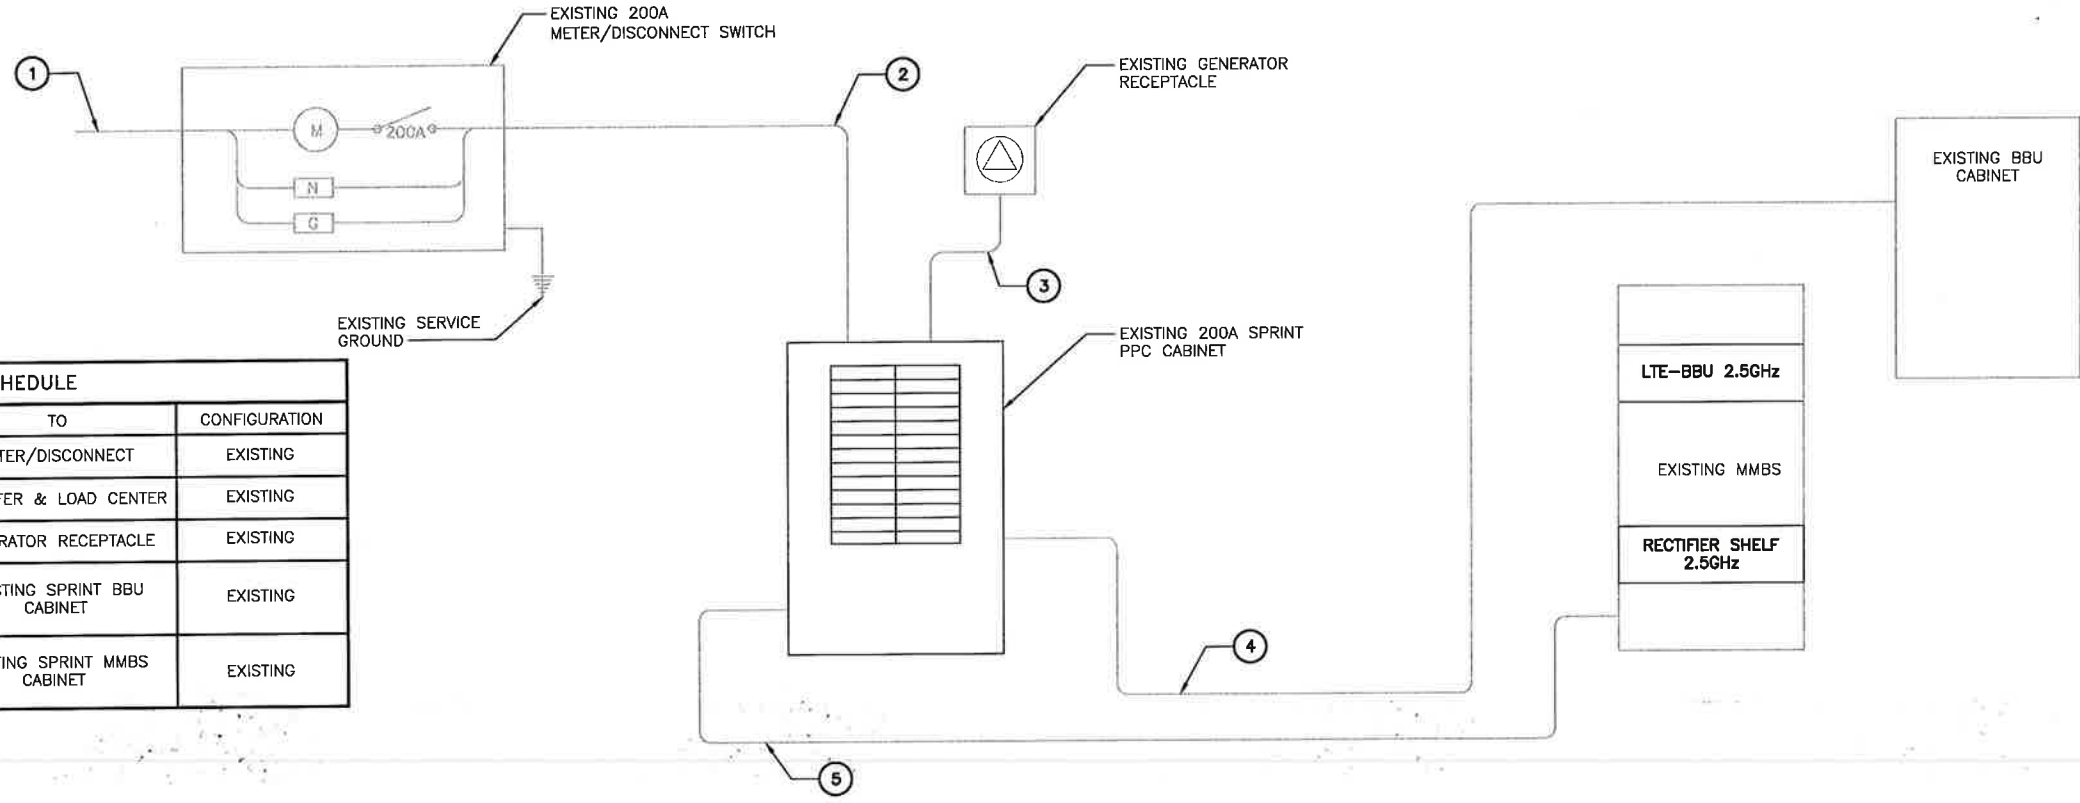 EXISTING 200A
METER/DISCONNECT SWITCH
1
2
EXISTING GENERATOR
RECEPTACLE
M
200A
N
G
EXISTING BBU
CABINET
3
EXISTING SERVICE
GROUND
EXISTING 200A SPRINT
PPC CABINET
LTE-BBU 2.5GHz
EXISTING MMBS
RECTIFIER SHELF
2.5GHz
HEDULE
TO
CONFIGURATION
TER/DISCONNECT
EXISTING
FER & LOAD CENTER
EXISTING
RATOR RECEPTACLE
EXISTING
STING SPRINT BBU
CABINET
EXISTING
TING SPRINT MMBS
CABINET
EXISTING
4
5